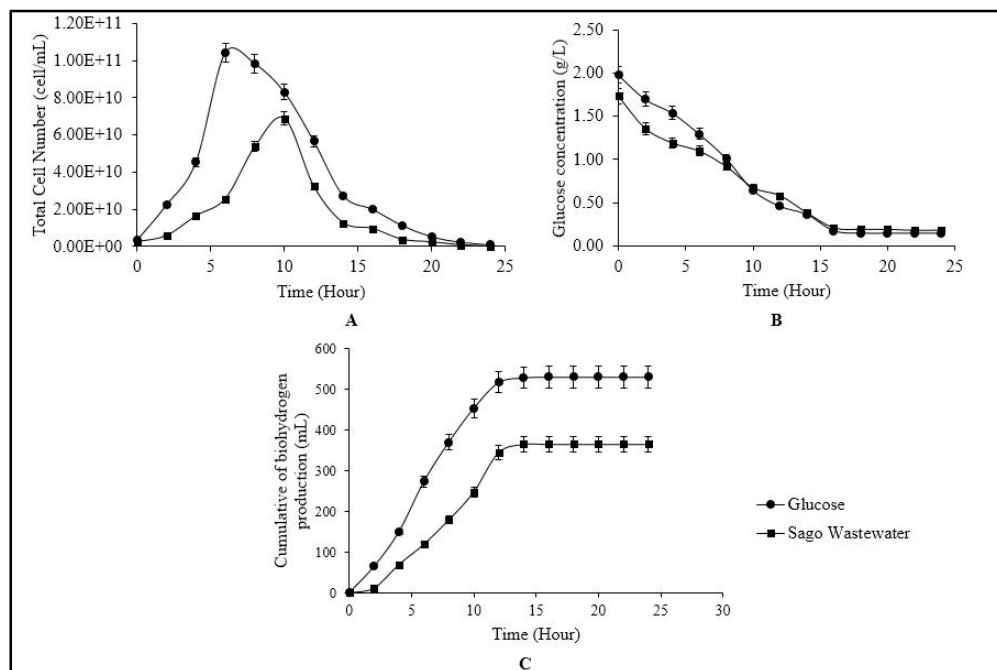 Total Cell Number (cell/mL)
1.20E+11
1.00E+11
8.00E+10
6.00E+10
4.00E+10
2.00E+10
0.00E+00
0 5 10 15 20 25
Time (Hour)
A
Glucose concentration (g/L)
2.00
1.50
1.00
0.50
0.00
0 5 10 15 20 25
Time (Hour)
B
Cumulative of biohydrogen
production (mL)
600
500
400
300
200
100
0
0 5 10 15 20 25 30
Time (Hour)
C
Glucose
Sago Wastewater